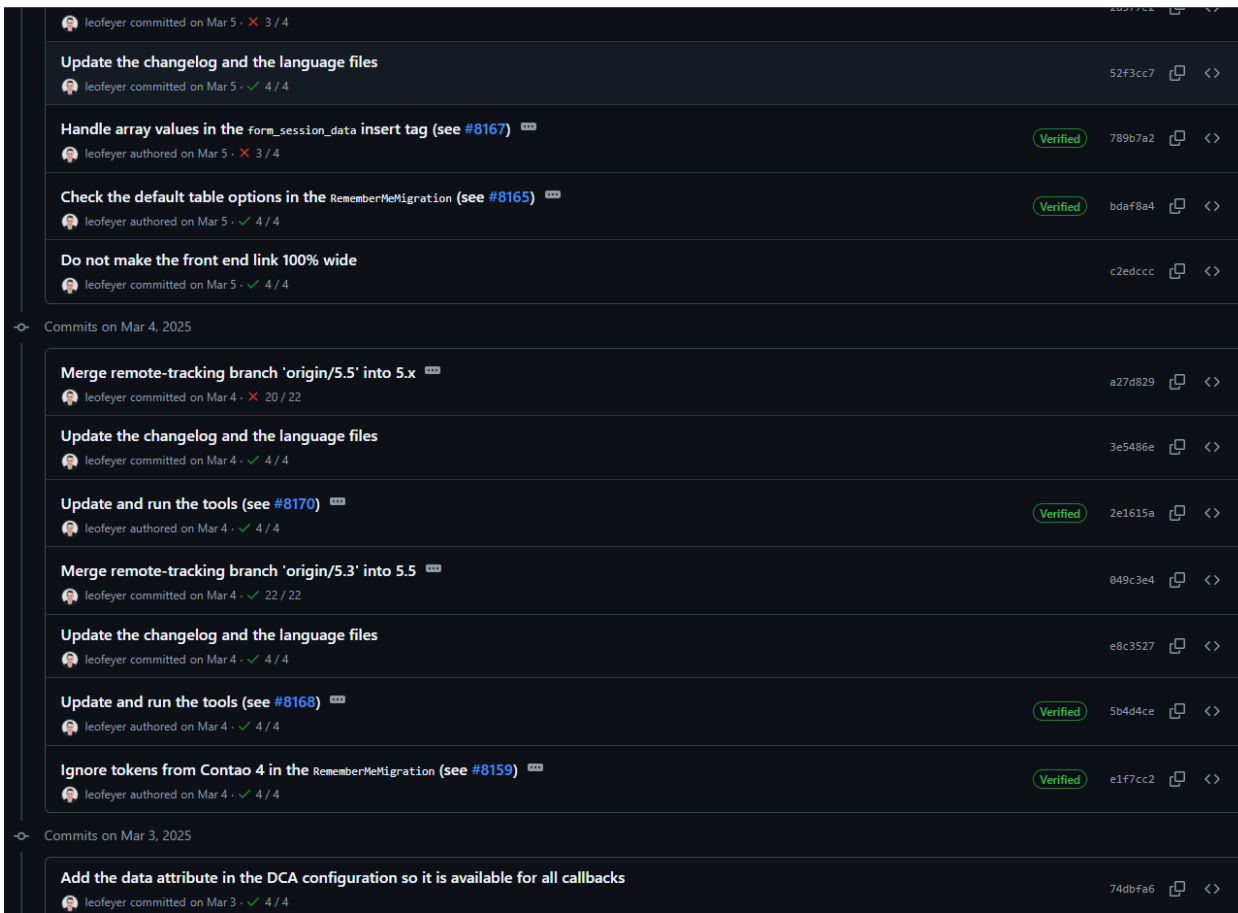 leofeyer committed on Mar 5 · ✕ 3 / 4
Update the changelog and the language files
leofeyer committed on Mar 5 · ✓ 4 / 4
52f3cc7
Handle array values in the form_session_data insert tag (see #8167)
leofeyer authored on Mar 5 · ✕ 3 / 4
Verified 789b7a2
Check the default table options in the RememberMeMigration (see #8165)
leofeyer authored on Mar 5 · ✓ 4 / 4
Verified bdaf8a4
Do not make the front end link 100% wide
leofeyer committed on Mar 5 · ✓ 4 / 4
c2edccc
Commits on Mar 4, 2025
Merge remote-tracking branch 'origin/5.5' into 5.x
leofeyer committed on Mar 4 · ✕ 20 / 22
a27d829
Update the changelog and the language files
leofeyer committed on Mar 4 · ✓ 4 / 4
3e5486e
Update and run the tools (see #8170)
leofeyer authored on Mar 4 · ✓ 4 / 4
Verified 2e1615a
Merge remote-tracking branch 'origin/5.3' into 5.5
leofeyer committed on Mar 4 · ✓ 22 / 22
049c3e4
Update the changelog and the language files
leofeyer committed on Mar 4 · ✓ 4 / 4
e8c3527
Update and run the tools (see #8168)
leofeyer authored on Mar 4 · ✓ 4 / 4
Verified 5b4d4ce
Ignore tokens from Contao 4 in the RememberMeMigration (see #8159)
leofeyer authored on Mar 4 · ✓ 4 / 4
Verified e1f7cc2
Commits on Mar 3, 2025
Add the data attribute in the DCA configuration so it is available for all callbacks
leofeyer committed on Mar 3 · ✓ 4 / 4
74dbfa6